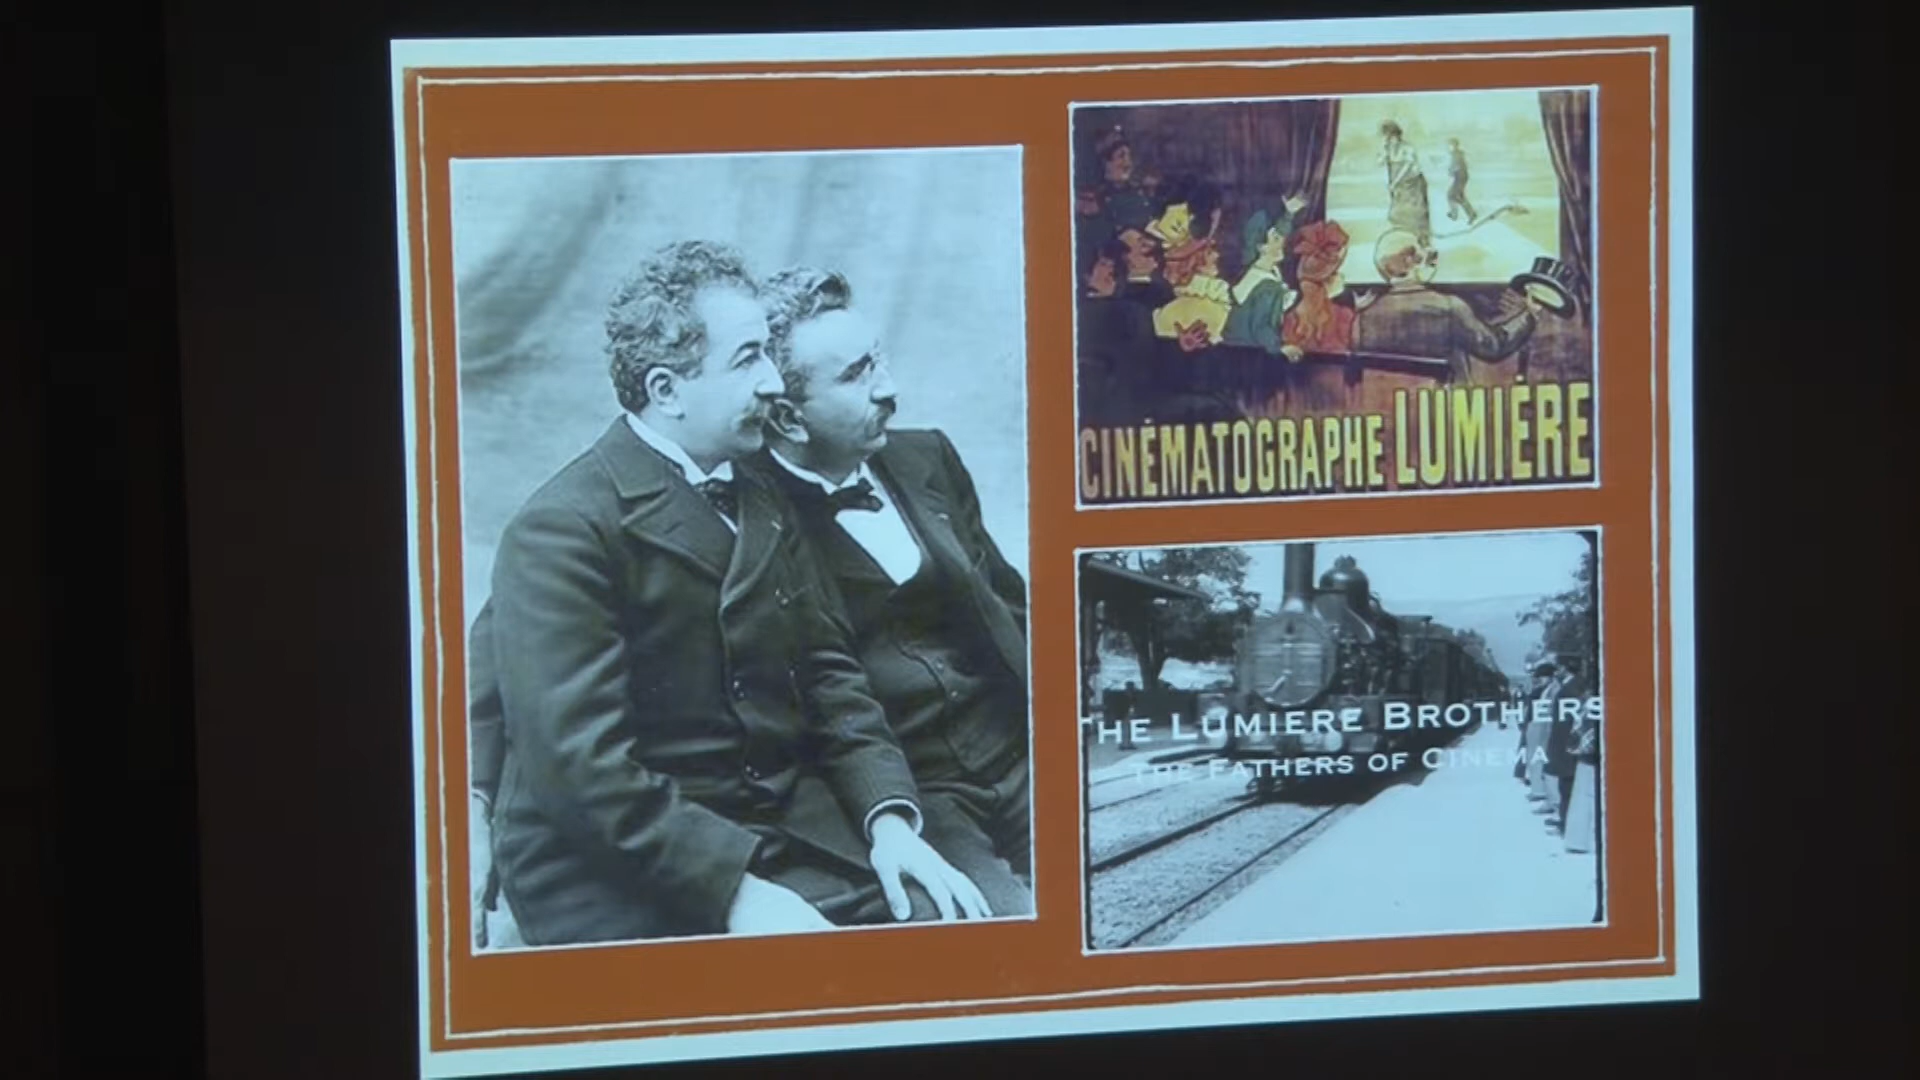 CINÉMATOGRAPHE LUMIÈRE
THE LUMIERE BROTHERS
THE FATHERS OF CINEMA